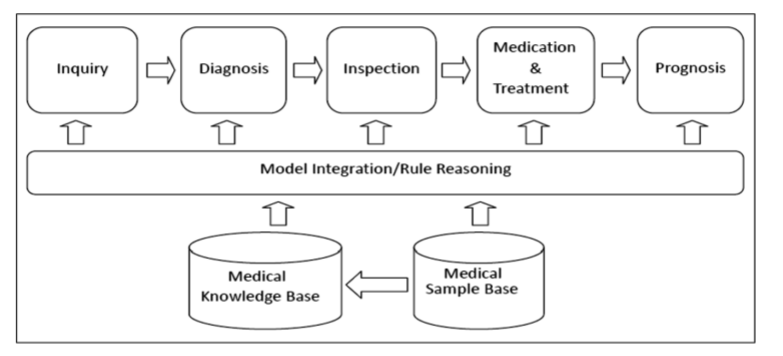 Inquiry
Diagnosis
Inspection
Medication
&
Treatment
Prognosis
Model Integration/Rule Reasoning
Medical
Knowledge Base
Medical
Sample Base